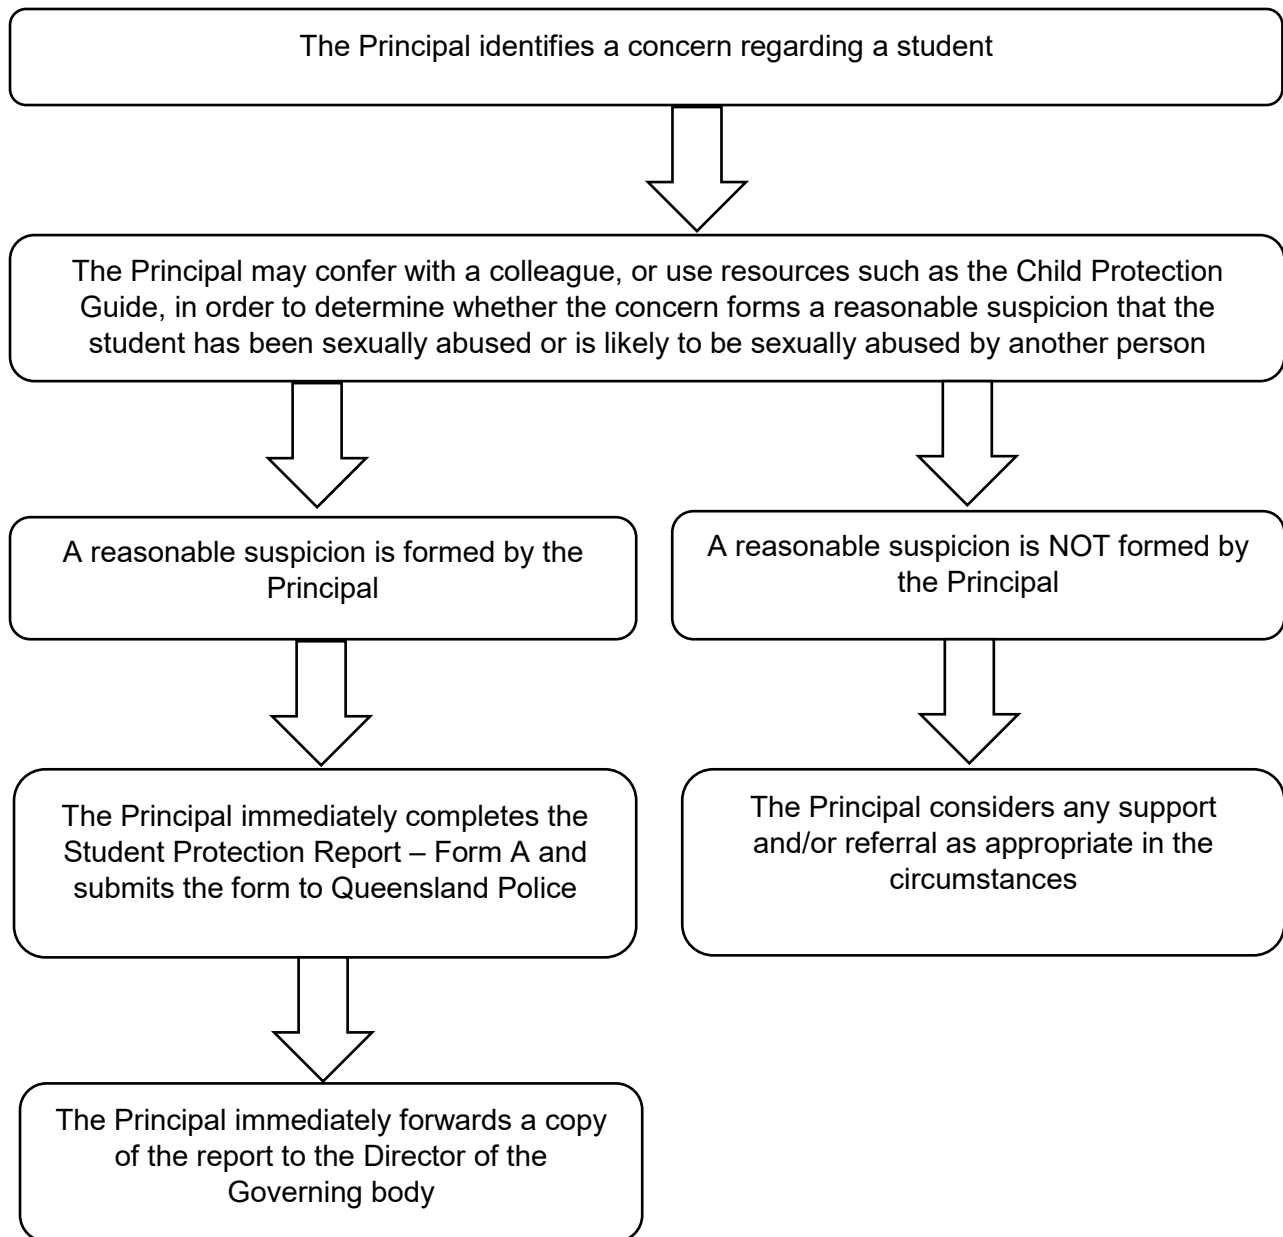 The Principal identifies a concern regarding a student
The Principal may confer with a colleague, or use resources such as the Child Protection
Guide, in order to determine whether the concern forms a reasonable suspicion that the
student has been sexually abused or is likely to be sexually abused by another person
A reasonable suspicion is formed by the
Principal
A reasonable suspicion is NOT formed by
the Principal
The Principal immediately completes the
Student Protection Report – Form A and
submits the form to Queensland Police
The Principal considers any support
and/or referral as appropriate in the
circumstances
The Principal immediately forwards a copy
of the report to the Director of the
Governing body